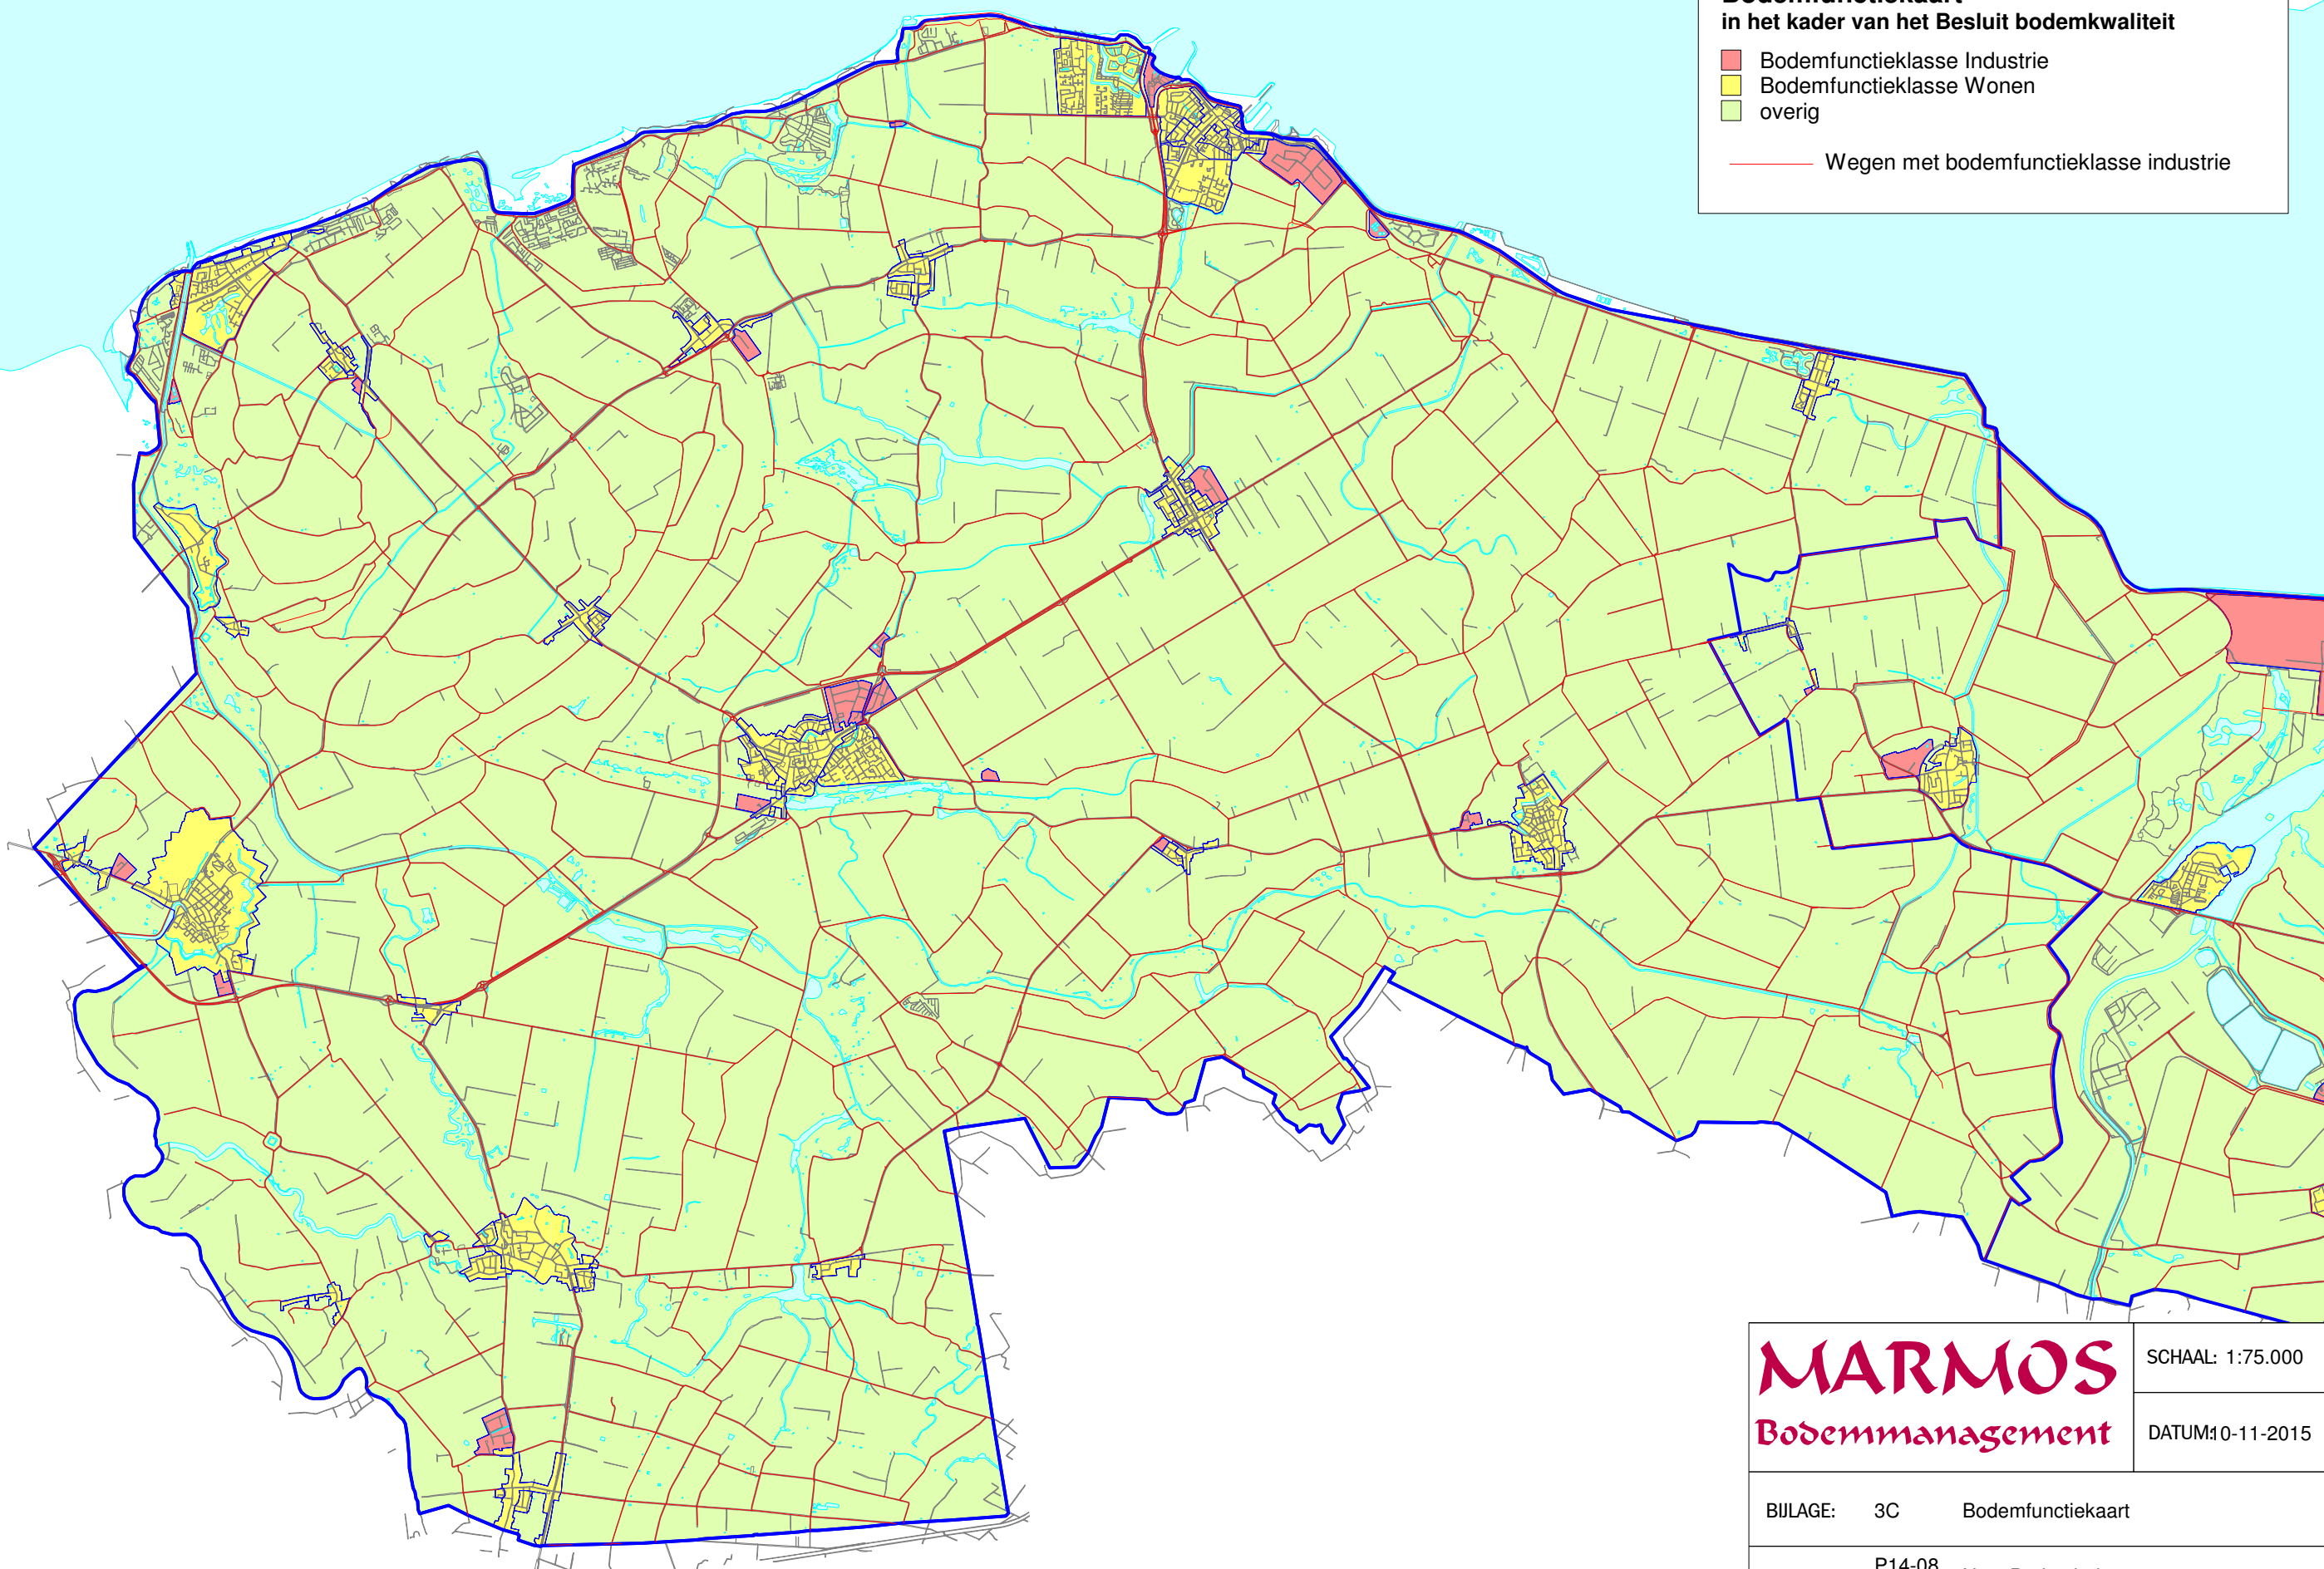 in het kader van het Besluit bodemkwaliteit
Bodemfunctieklasse Industrie
Bodemfunctieklasse Wonen
overig
Wegen met bodemfunctieklasse industrie
MARMOS
Bodemmanagement
SCHAAL: 1:75.000
DATUM:10-11-2015
BIJLAGE: 3C Bodemfunctiekaart
P14-08